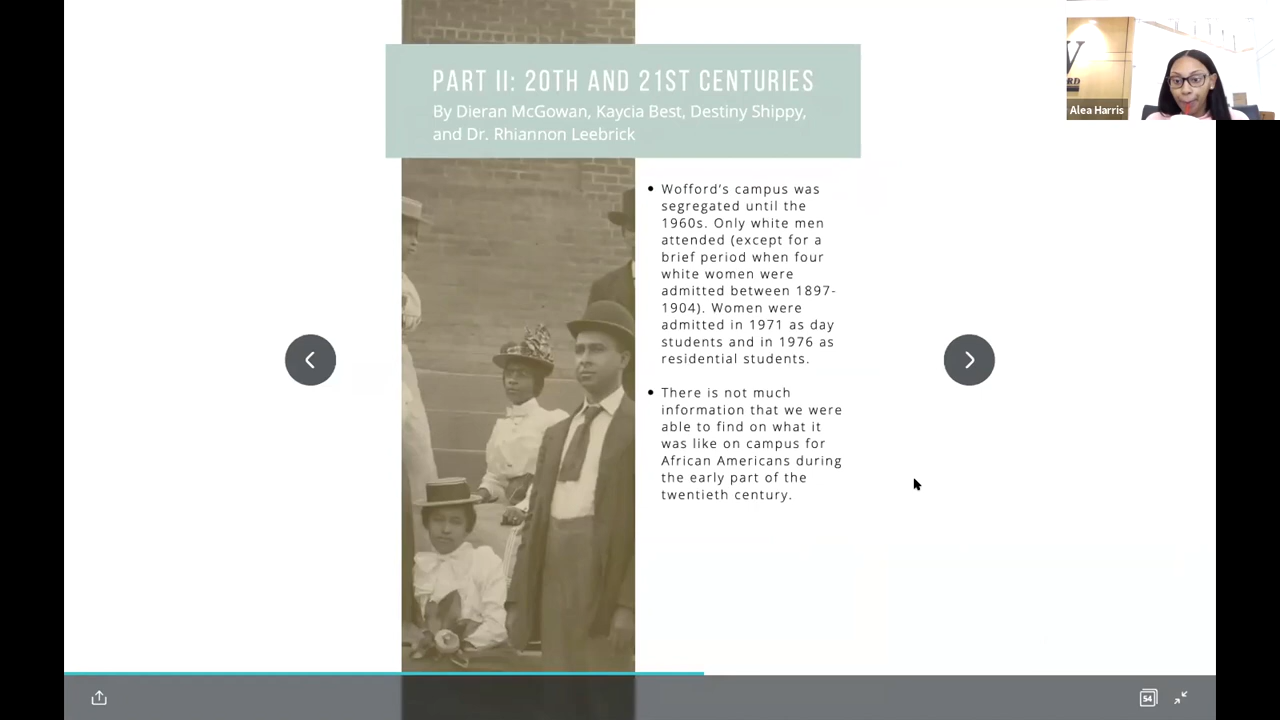 PART II: 20TH AND 21ST CENTURIES
By Dieran McGowan, Kaycia Best, Destiny Shippy,
and Dr. Rhiannon Leebrick
W
RD
Alea Harris
• Wofford's campus was
segregated until the
1960s. Only white men
attended (except for a
brief period when four
white women were
admitted between 1897-
1904). Women were
admitted in 1971 as day
students and in 1976 as
residential students.
• There is not much
information that we were
able to find on what it
was like on campus for
African Americans during
the early part of the
twentieth century.
54